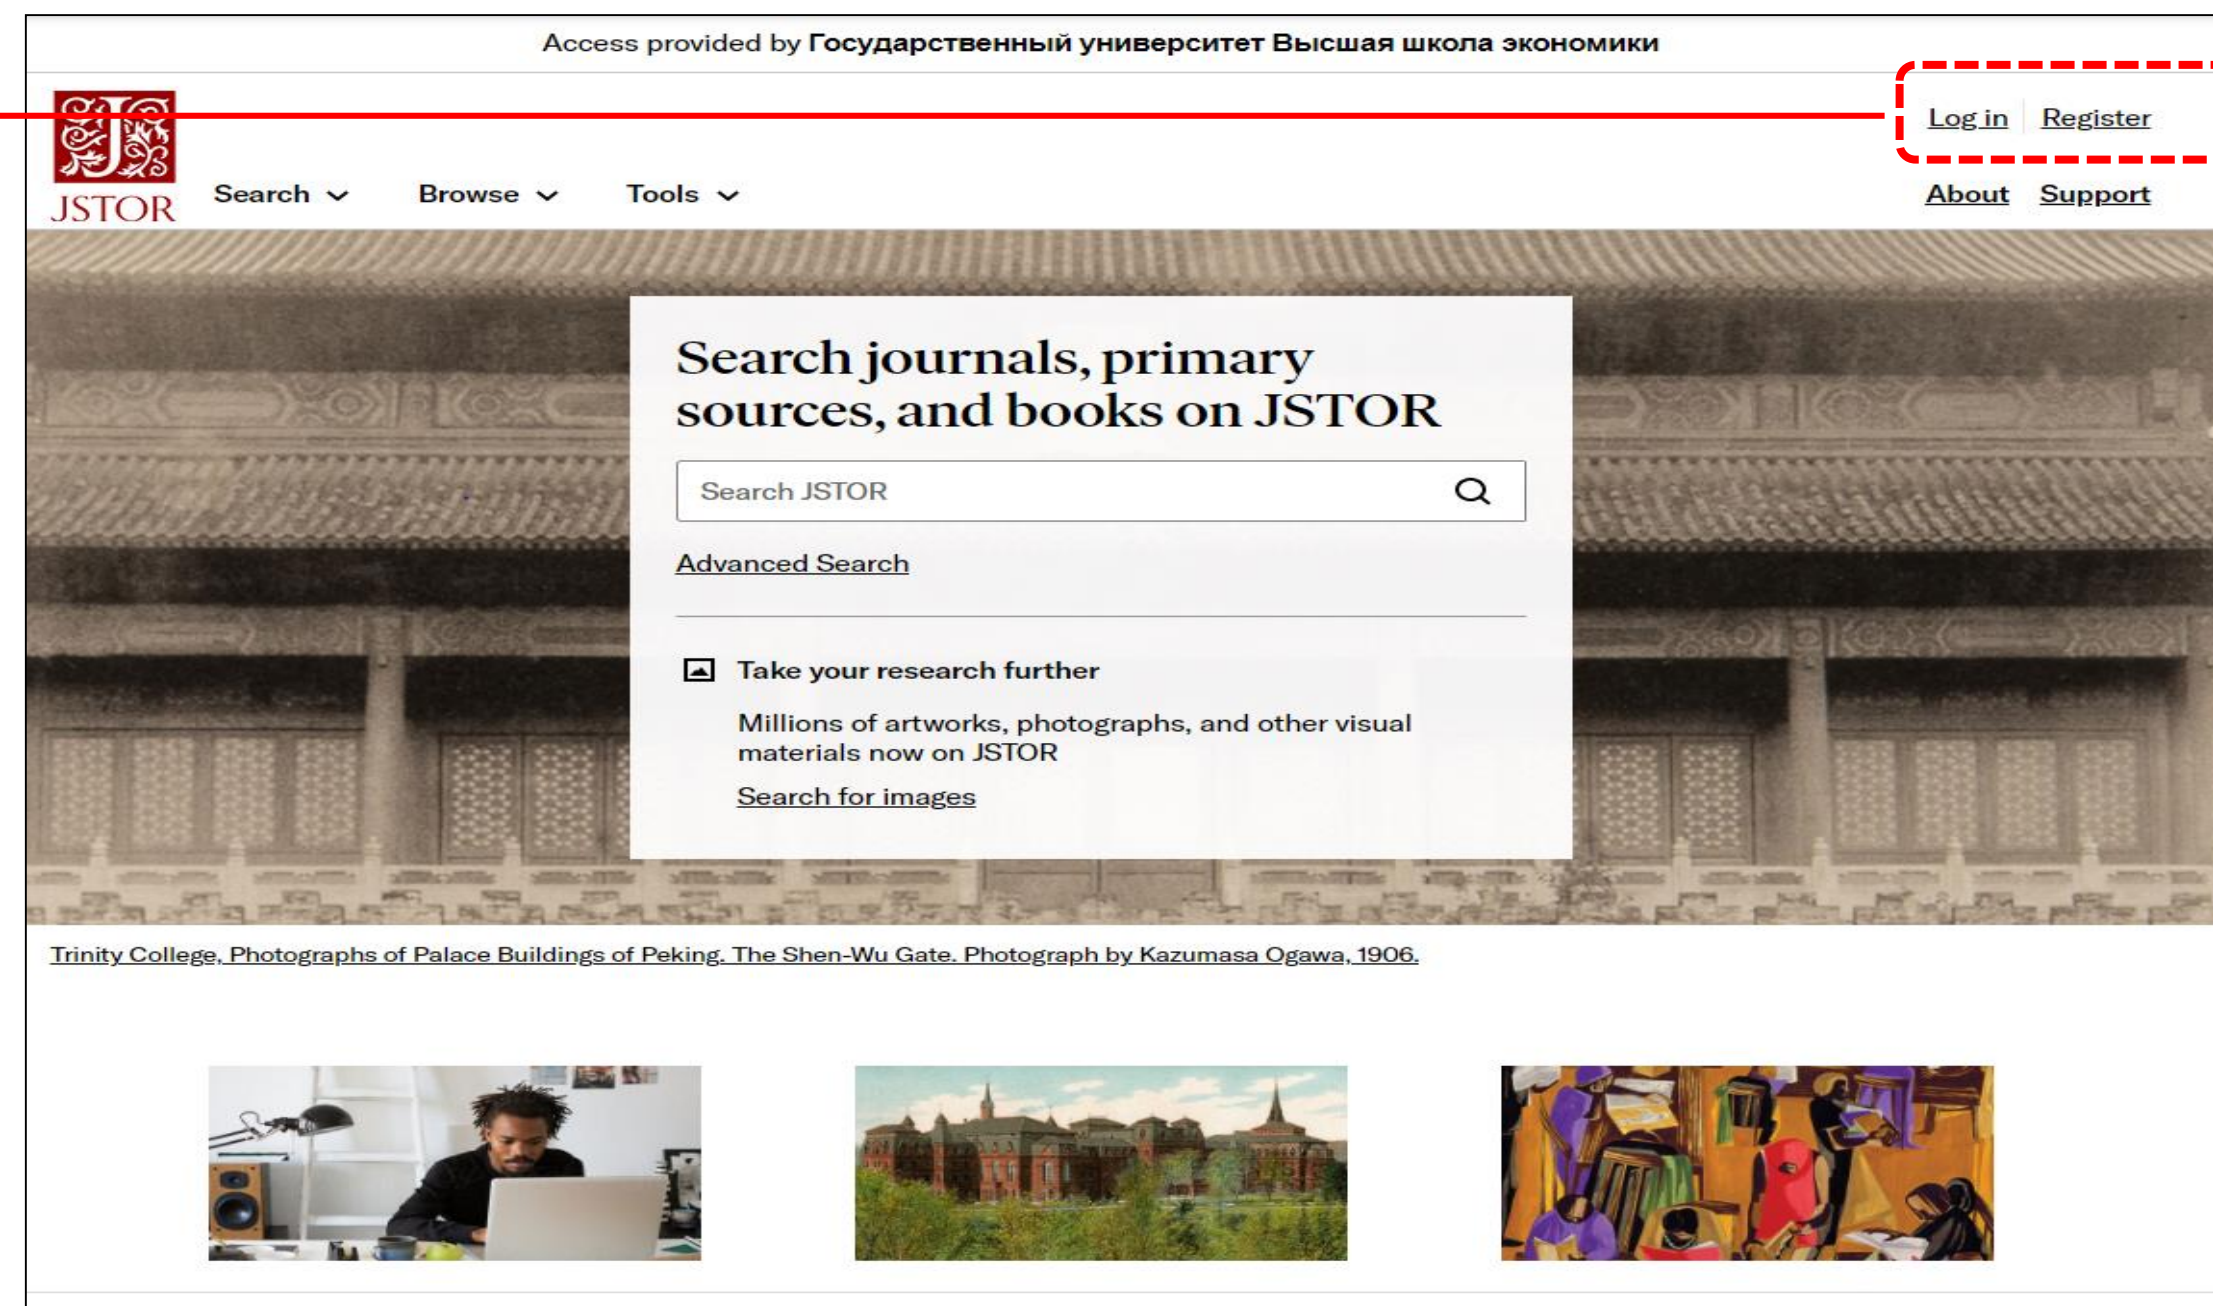 Access provided by Государственный университет Высшая школа экономики
Log in Register
JSTOR
Search Browse Tools
About Support
Search journals, primary
sources, and books on JSTOR
Search JSTOR
Advanced Search
Take your research further
Millions of artworks, photographs, and other visual
materials now on JSTOR
Search for images
Trinity College, Photographs of Palace Buildings of Peking. The Shen-Wu Gate. Photograph by Kazumasa Ogawa, 1906.